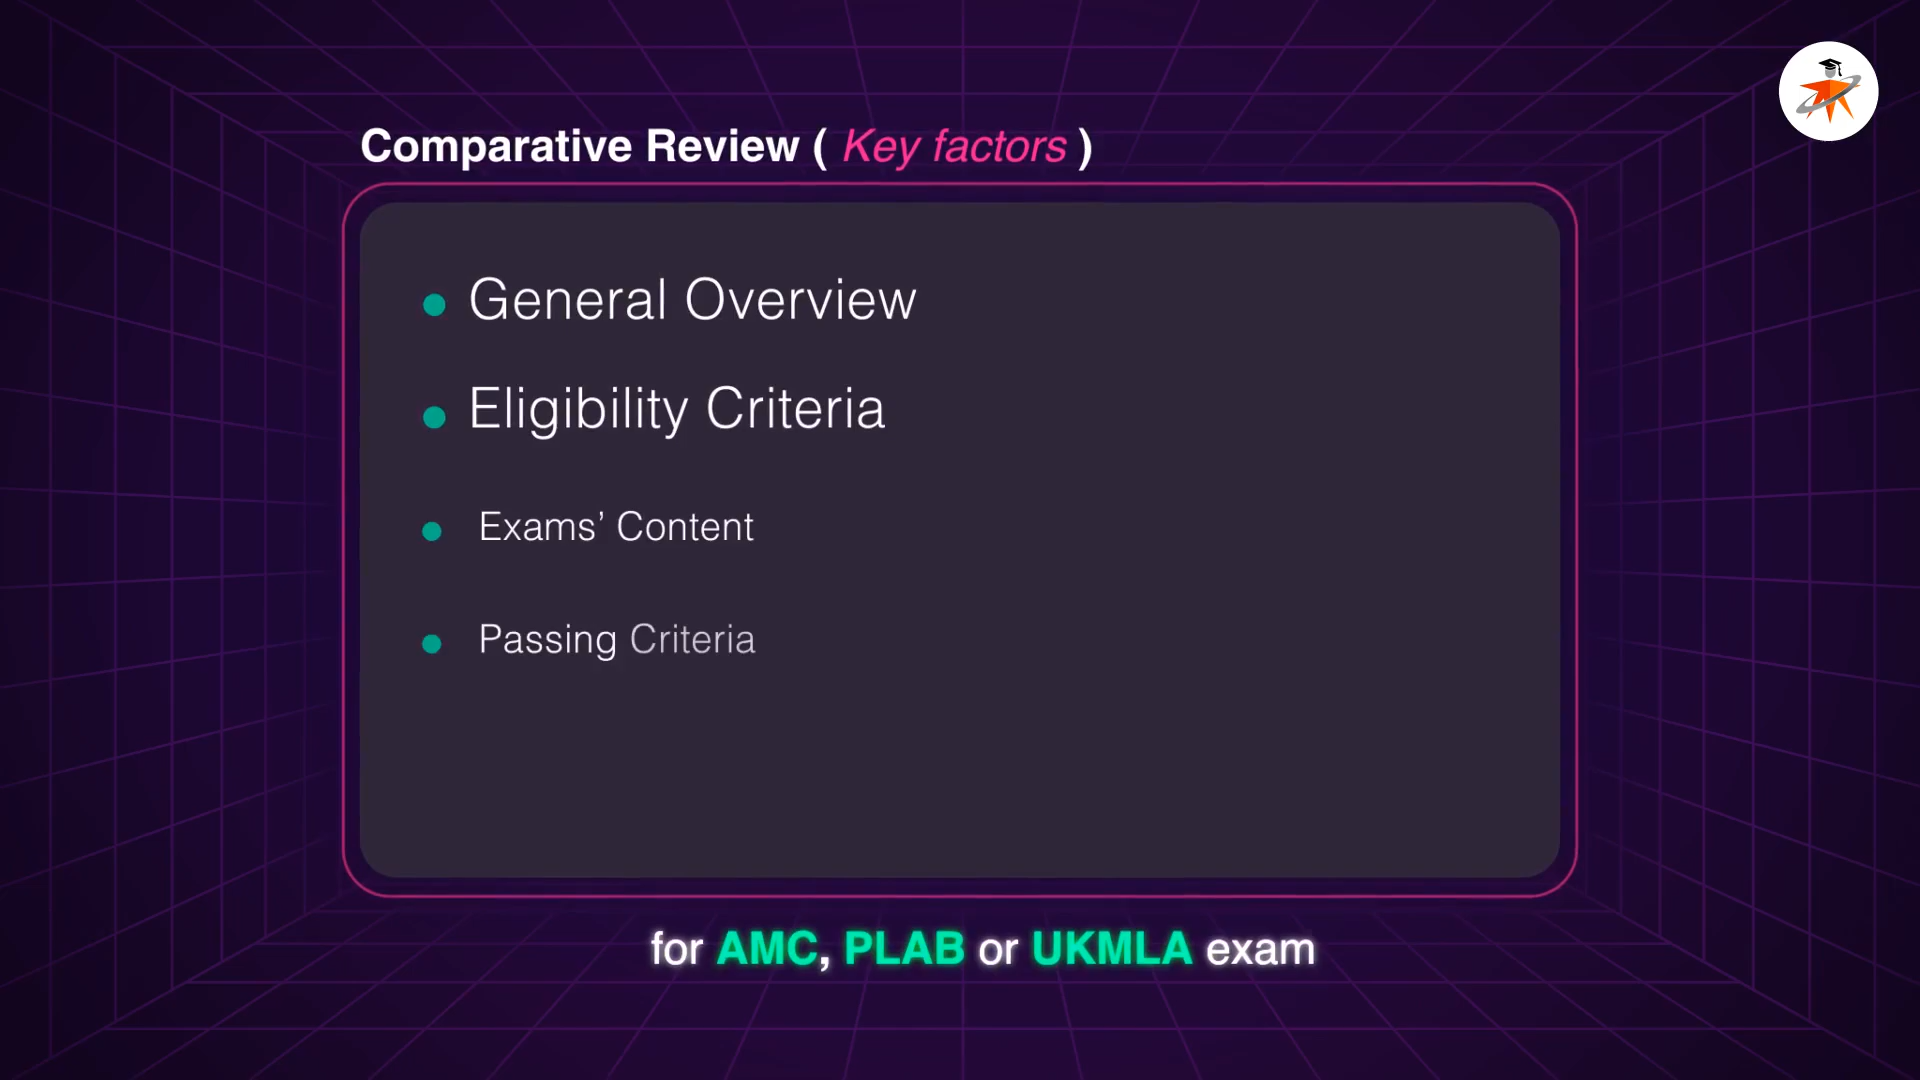 Comparative Review ( Key factors )
General Overview
Eligibility Criteria
Exams’ Content
Passing Criteria
for AMC, PLAB or UKMLA exam